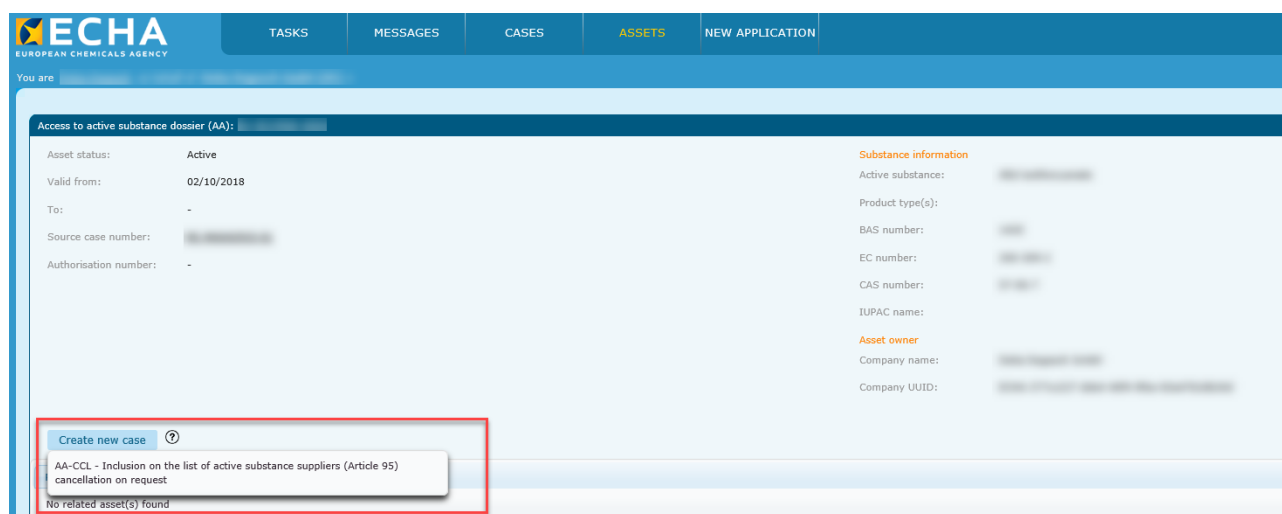 ECHA
EUROPEAN CHEMICALS AGENCY
TASKS MESSAGES CASES ASSETS NEW APPLICATION
You are
Access to active substance dossier (AA):
Asset status: Active
Valid from: 02/10/2018
To: -
Source case number:
Authorisation number: -
Substance information
Active substance:
Product type(s):
BAS number:
EC number:
CAS number:
IUPAC name:
Asset owner
Company name:
Company UUID:
Create new case ?
AA-CCL - Inclusion on the list of active substance suppliers (Article 95)
cancellation on request
No related asset(s) found